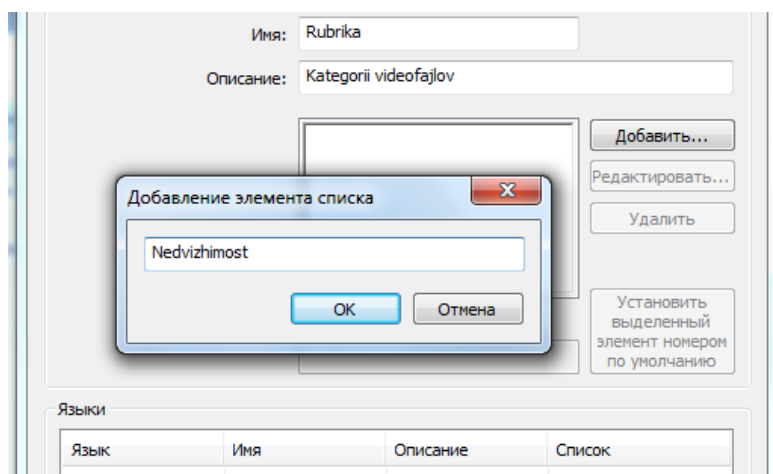 Имя: Rubrika
Описание: Kategorii videofajlov
Добавить...
Редактировать...
Удалить
Добавление элемента списка
Nedvizhimost
OK Отмена
Установить
выделенный
элемент номером
по умолчанию
Языки
Язык Имя Описание Список